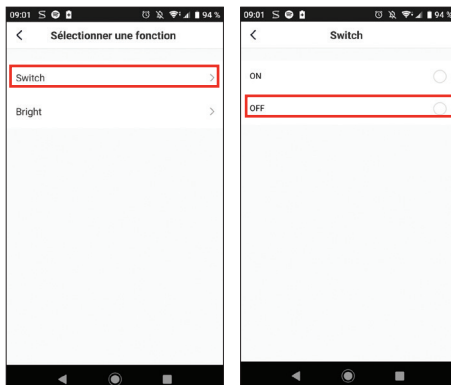 09:01 94 %
Sélectionner une fonction
Switch
Bright
09:01 94 %
Switch
ON
OFF